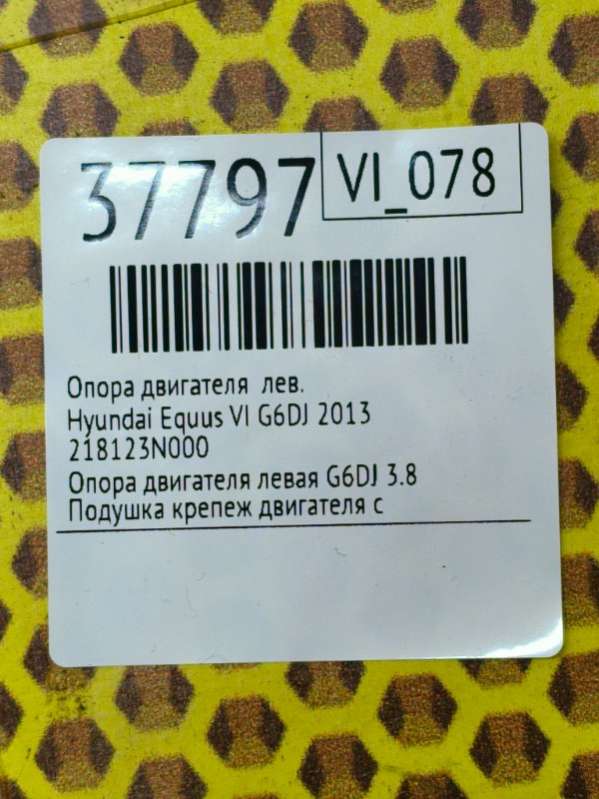 37797
VI_078
Опора двигателя лев.
Hyundai Equus VI G6DJ 2013
218123N000
Опора двигателя левая G6DJ 3.8
Подушка крепеж двигателя с